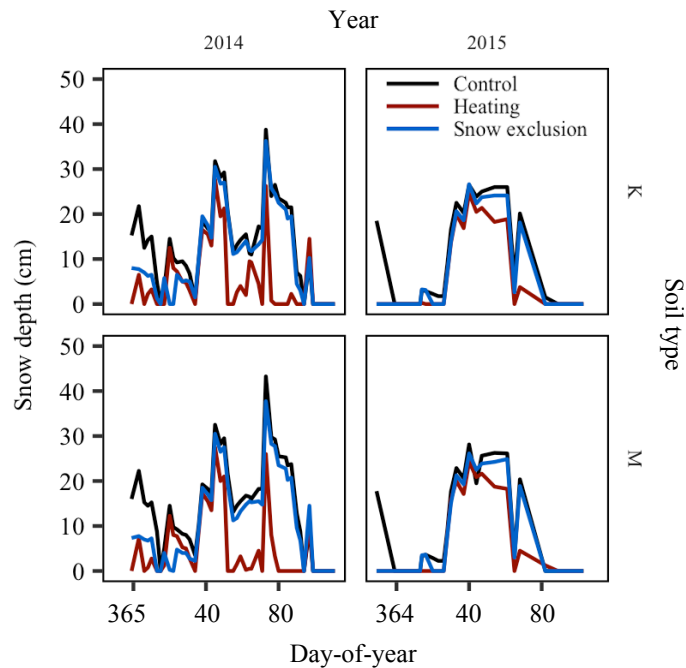 Year
2014 2015
50
40
30
20
10
0
Control
Heating
Snow exclusion
K
50
40
30
20
10
0
M
Snow depth (cm)
Soil type
365 40 80 364 40 80
Day-of-year